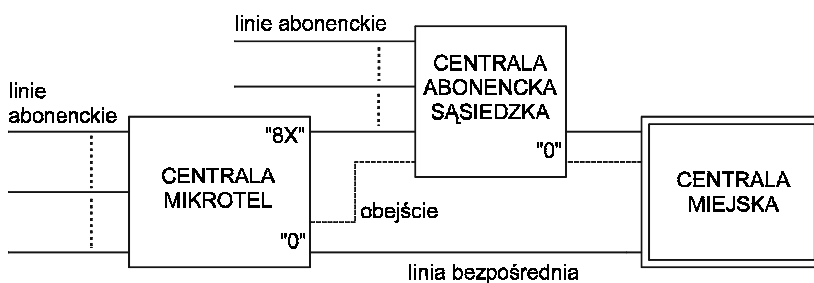 linie abonenckie
CENTRALA
ABONENCKA
SĄSIEDZKA
linie
abonenckie
"8X"
"0"
CENTRALA
MIKROTEL
CENTRALA
MIEJSKA
obejście
"0"
linia bezpośrednia